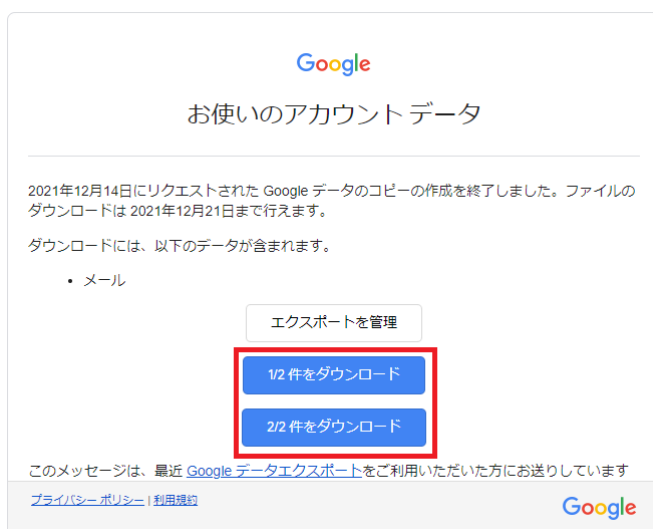 Google
お使いのアカウント データ
2021年12月14日にリクエストされた Google データのコピーの作成を終了しました。ファイルの
ダウンロードは 2021年12月21日まで行えます。
ダウンロードには、以下のデータが含まれます。
• メール
エクスポートを管理
1/2 件をダウンロード
2/2 件をダウンロード
このメッセージは、最近 Google データエクスポートをご利用いただいた方にお送りしています
プライバシー ポリシー | 利用規約
Google